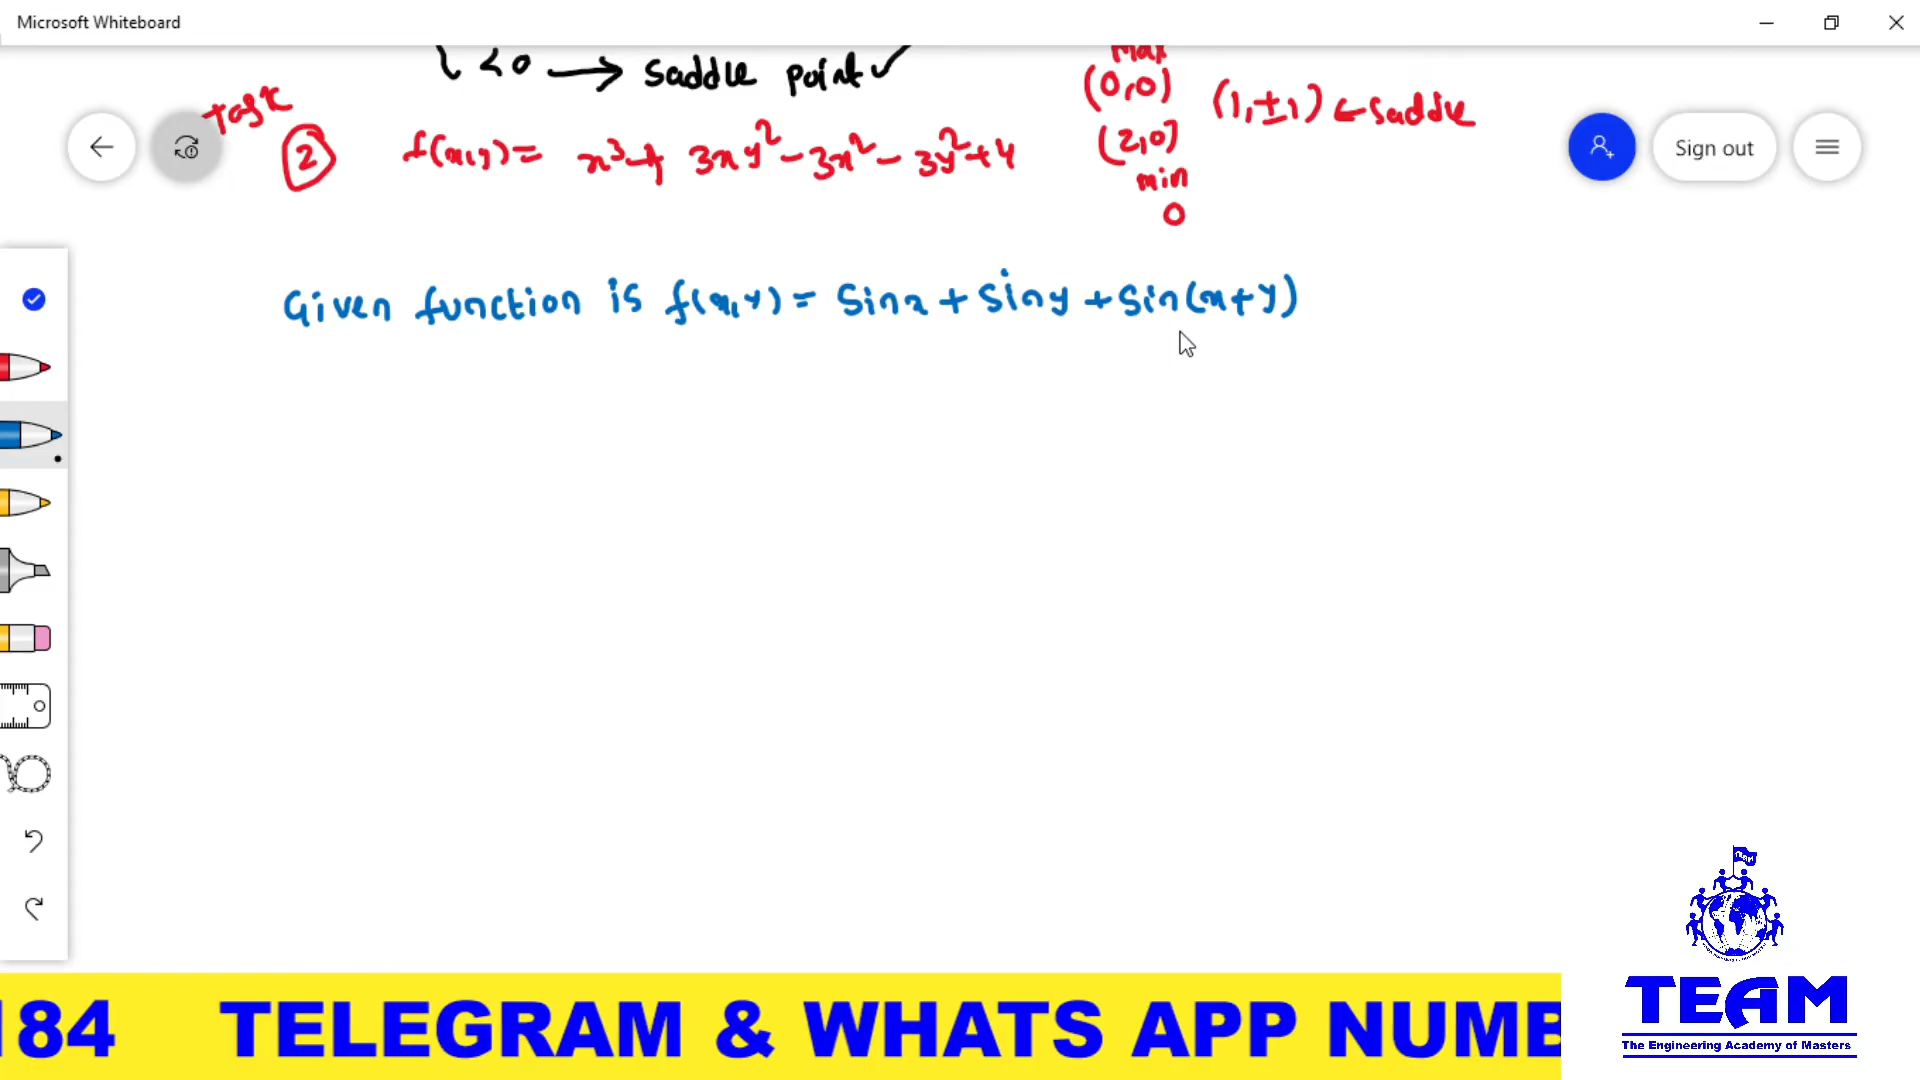 Microsoft Whiteboard
<0 → saddle point ✓
Max
(0,0)
(1,±1) ← saddle
Task
② f(x,y) = x³ + 3xy² - 3x² - 3y² + 4
(2,0)
min
0
Sign out
Given function is f(x,y) = Sinx + Siny + Sin(x+y)
184 TELEGRAM & WHATS APP NUMB
TEAM
The Engineering Academy of Masters